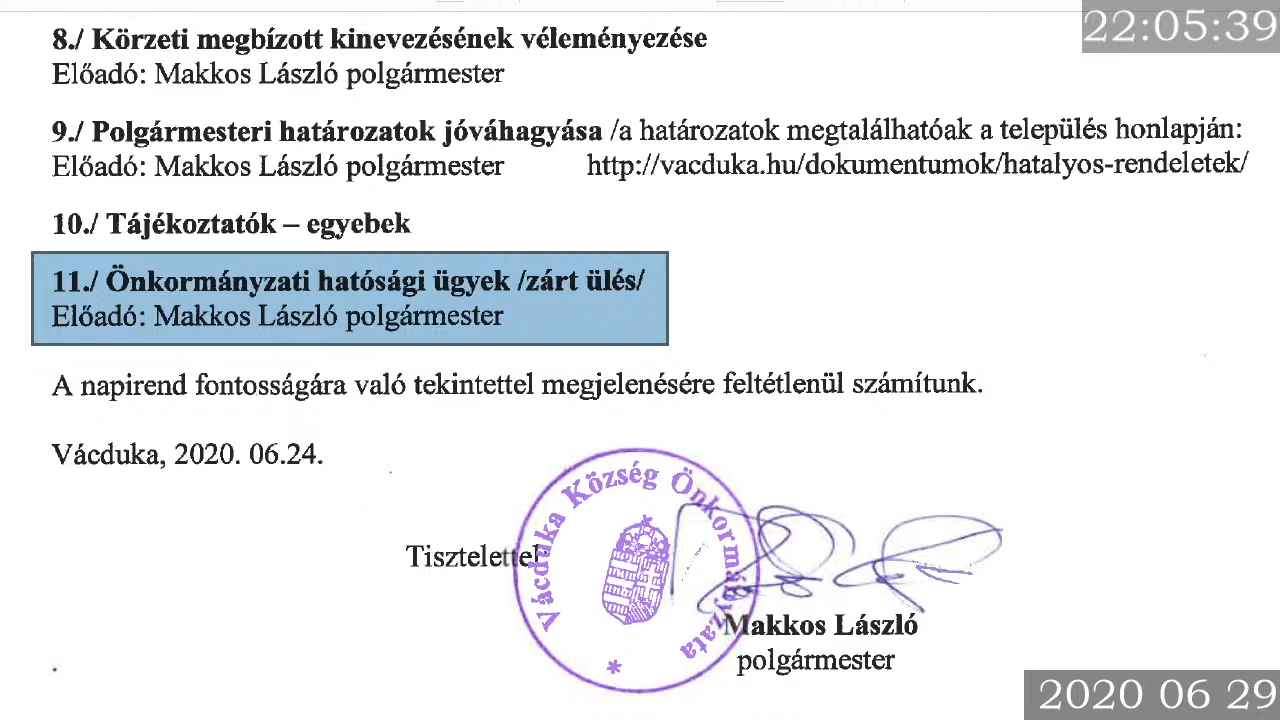 22:05:39
8./ Körzeti megbízott kinevezésének véleményezése
Előadó: Makkos László polgármester
9./ Polgármesteri határozatok jóváhagyása /a határozatok megtalálhatóak a település honlapján:
Előadó: Makkos László polgármester http://vacduka.hu/dokumentumok/hatalyos-rendeletek/
10./ Tájékoztatók – egyebek
11./ Önkormányzati hatósági ügyek /zárt ülés/
Előadó: Makkos László polgármester
A napirend fontosságára való tekintettel megjelenésére feltétlenül számítunk.
Vácduka, 2020. 06.24.
Tisztelettel
Vácduka Község Önkormányzata *
Makkos László
polgármester
2020 06 29